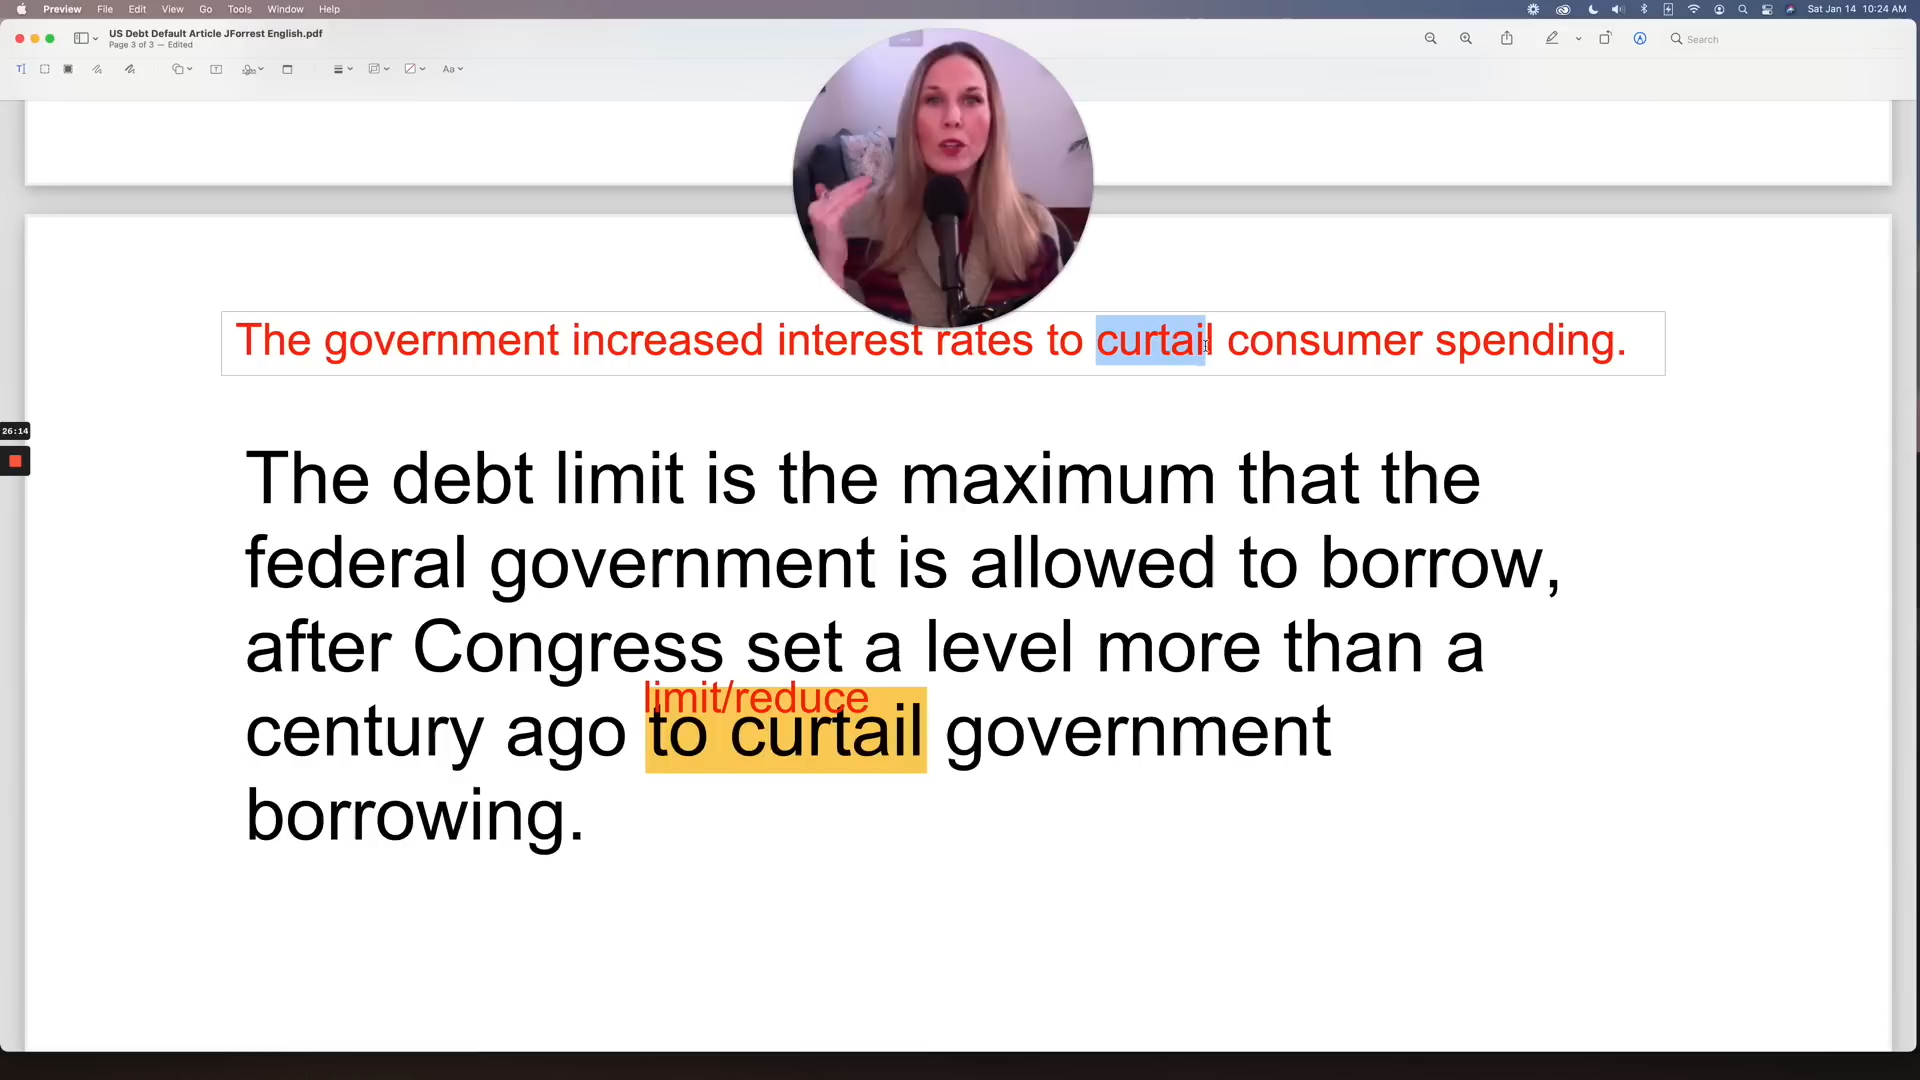 Preview File Edit View Go Tools Window Help
Sat Jan 14 10:24 AM
US Debt Default Article JForrest English.pdf
Page 3 of 3 — Edited
Search
Aa
The government increased interest rates to curtail consumer spending.
26:14
The debt limit is the maximum that the
federal government is allowed to borrow,
after Congress set a level more than a
limit/reduce
century ago to curtail government
borrowing.